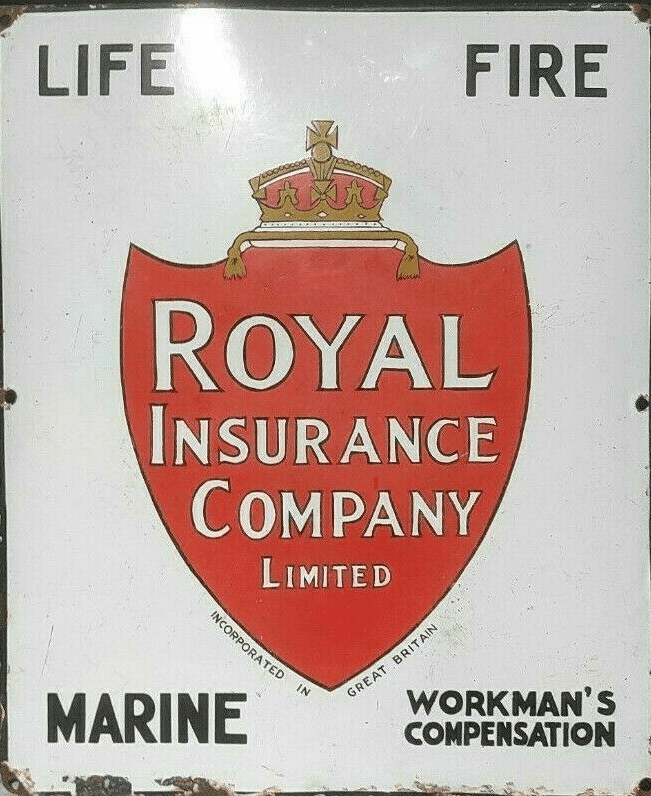 LIFE FIRE
ROYAL
INSURANCE
COMPANY
LIMITED
INCORPORATED IN GREAT BRITAIN
MARINE
WORKMAN'S
COMPENSATION